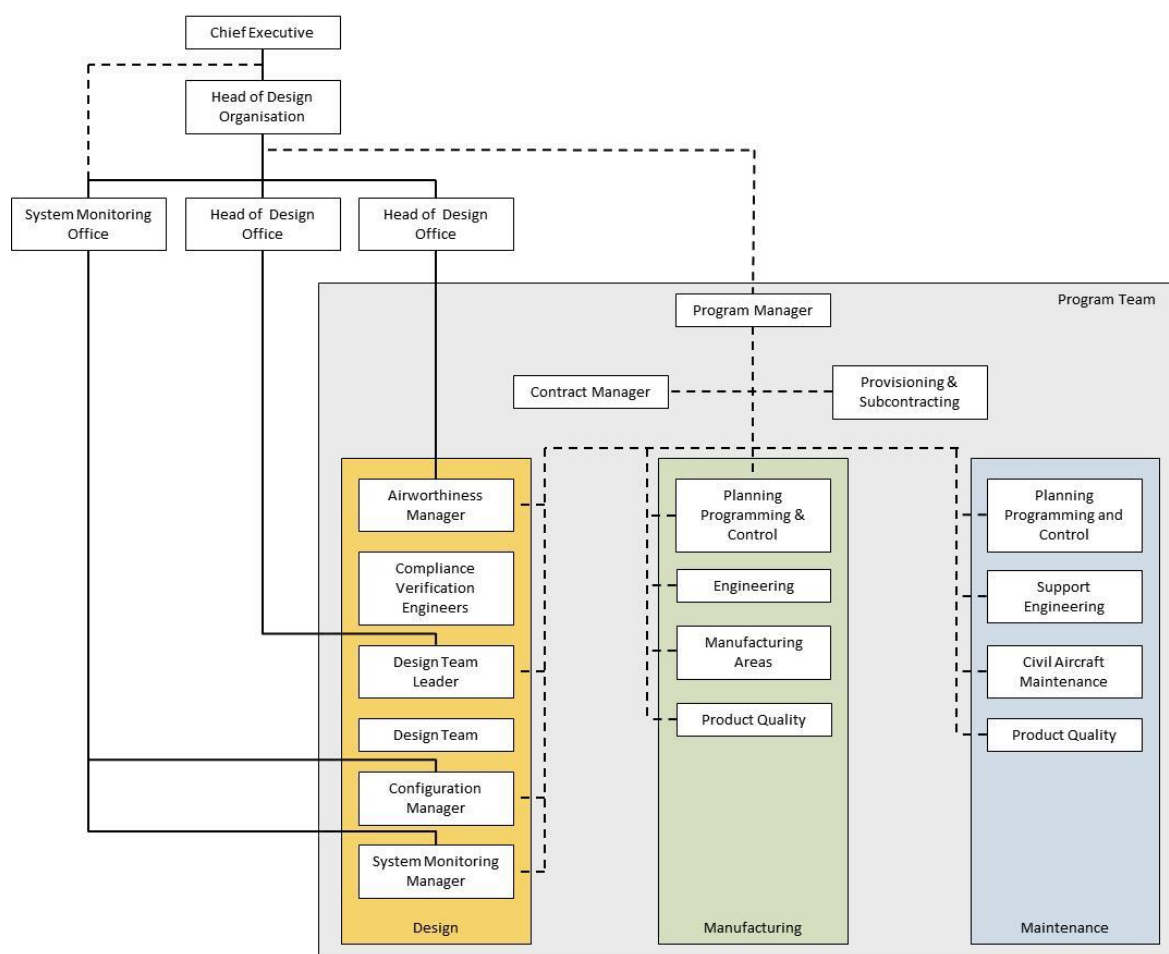 Chief Executive
Head of Design
Organisation
System Monitoring
Office
Head of Design
Office
Head of Design
Office
Program Team
Program Manager
Contract Manager
Provisioning &
Subcontracting
Airworthiness
Manager
Compliance
Verification
Engineers
Design Team
Leader
Design Team
Configuration
Manager
System Monitoring
Manager
Design
Planning
Programming &
Control
Engineering
Manufacturing
Areas
Product Quality
Manufacturing
Planning
Programming and
Control
Support
Engineering
Civil Aircraft
Maintenance
Product Quality
Maintenance